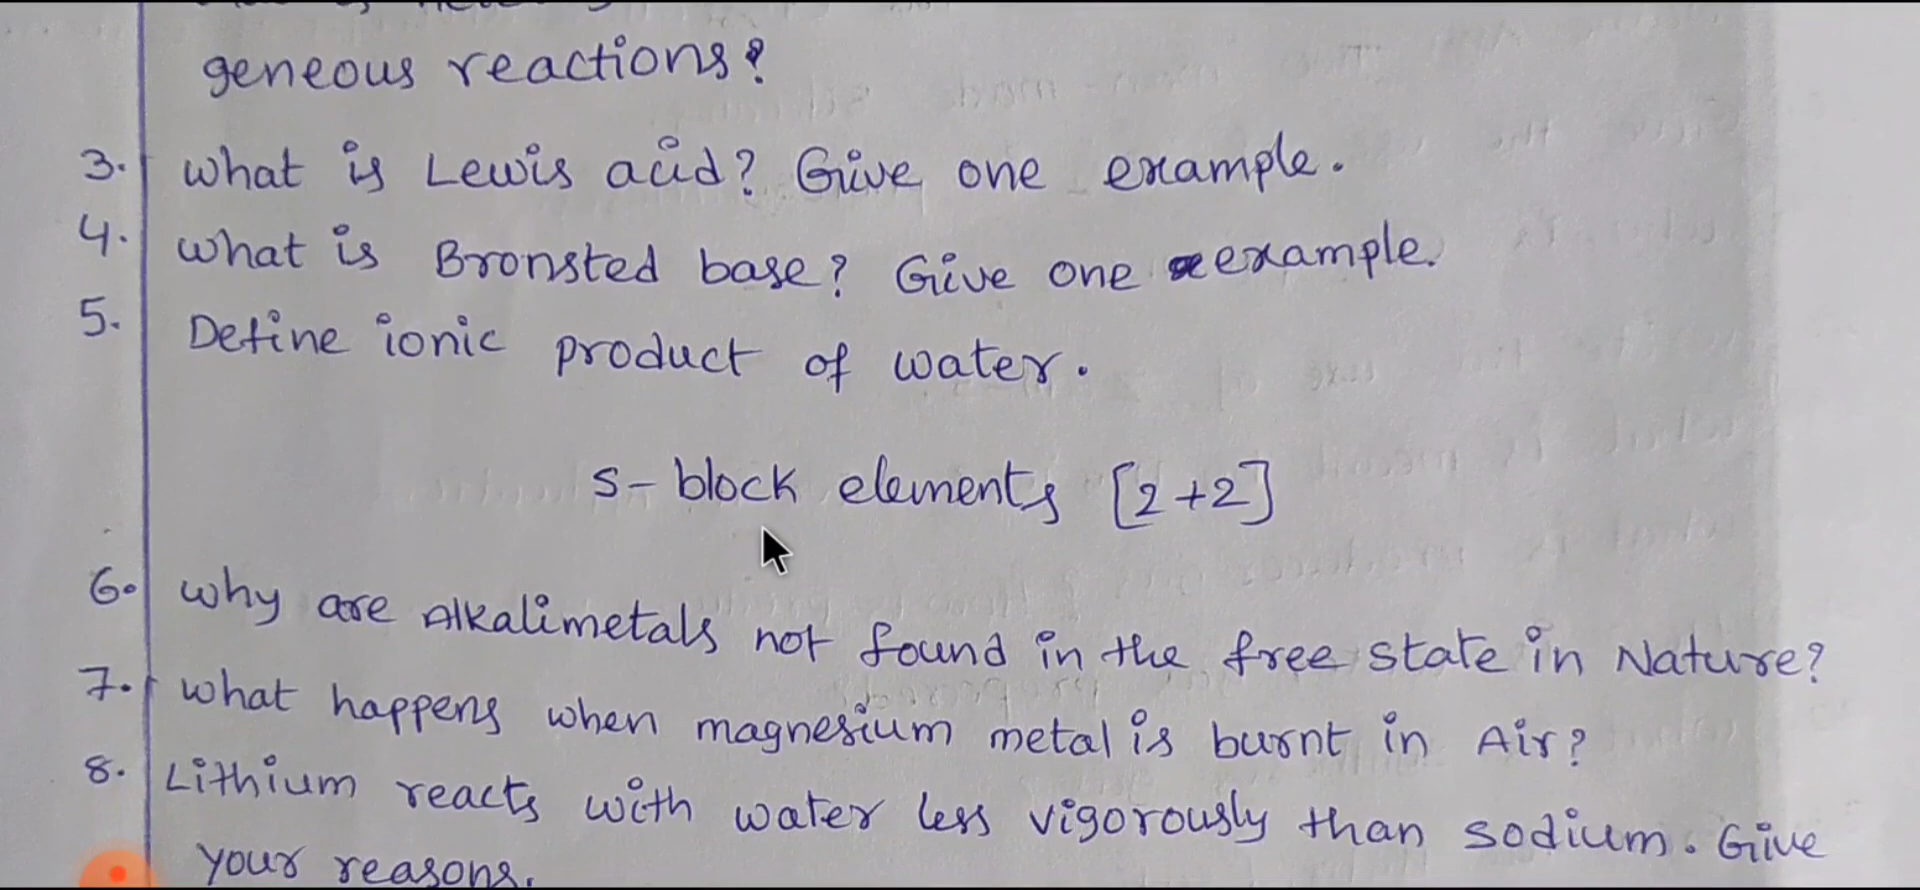 geneous reactions?
3. what is Lewis acid? Give one example.
4. what is Bronsted base? Give one example.
5. Define ionic product of water.
s-block elements [2+2]
6. why are Alkalimetals not found in the free state in Nature?
7. what happens when magnesium metal is burnt in Air?
8. Lithium reacts with water less vigorously than sodium. Give
your reasons.